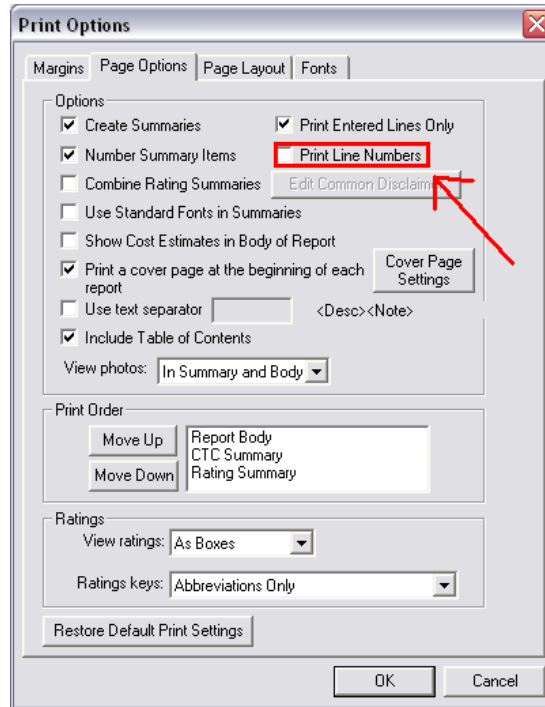 Print Options
Margins Page Options Page Layout Fonts
Options
Create Summaries Print Entered Lines Only
Number Summary Items Print Line Numbers
Combine Rating Summaries Edit Common
Use Standard Fonts in Summaries
Show Cost Estimates in Body of Report
Print a cover page at the beginning of each report
Cover Page Settings
Use text separator <Desc><Note>
Include Table of Contents
View photos: In Summary and Body
Print Order
Move Up
Move Down
Report Body
CTC Summary
Rating Summary
Ratings
View ratings: As Boxes
Ratings keys: Abbreviations Only
Restore Default Print Settings
OK Cancel